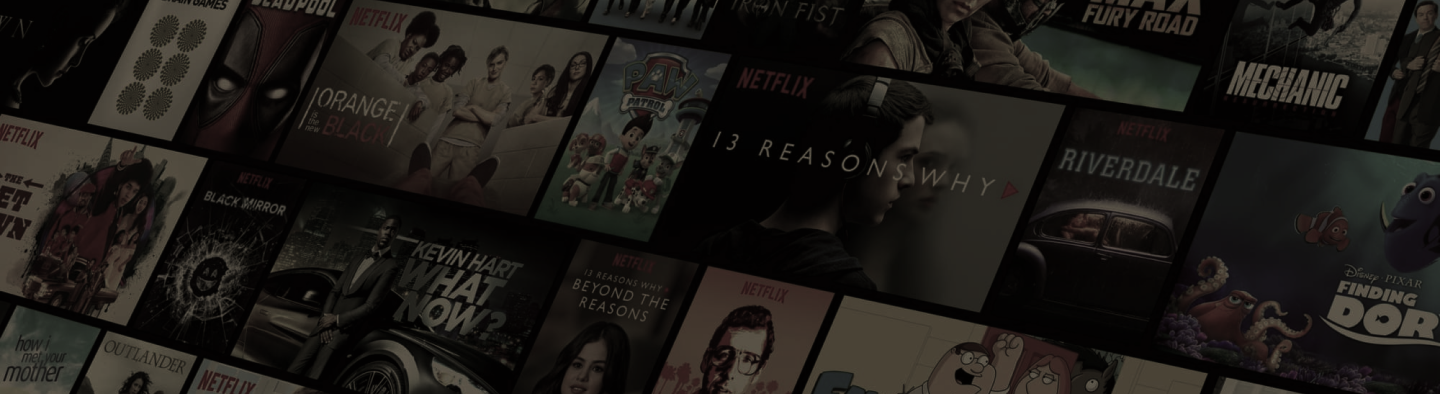 DEADPOOL
NETFLIX
ORANGE
is
the
new
BLACK
PAW
PATROL
IRON FIST
NETFLIX
13 REASONS WHY
FURY ROAD
MECHANIC
NETFLIX
RIVERDALE
NETFLIX
THE
NETFLIX
BLACK MIRROR
KEVIN HART
WHAT
NOW?
NETFLIX
13 REASONS WHY
BEYOND THE
REASONS
NETFLIX
Disney · PIXAR
FINDING
DOR
how i
met your
mother
OUTLANDER
NETFLIX